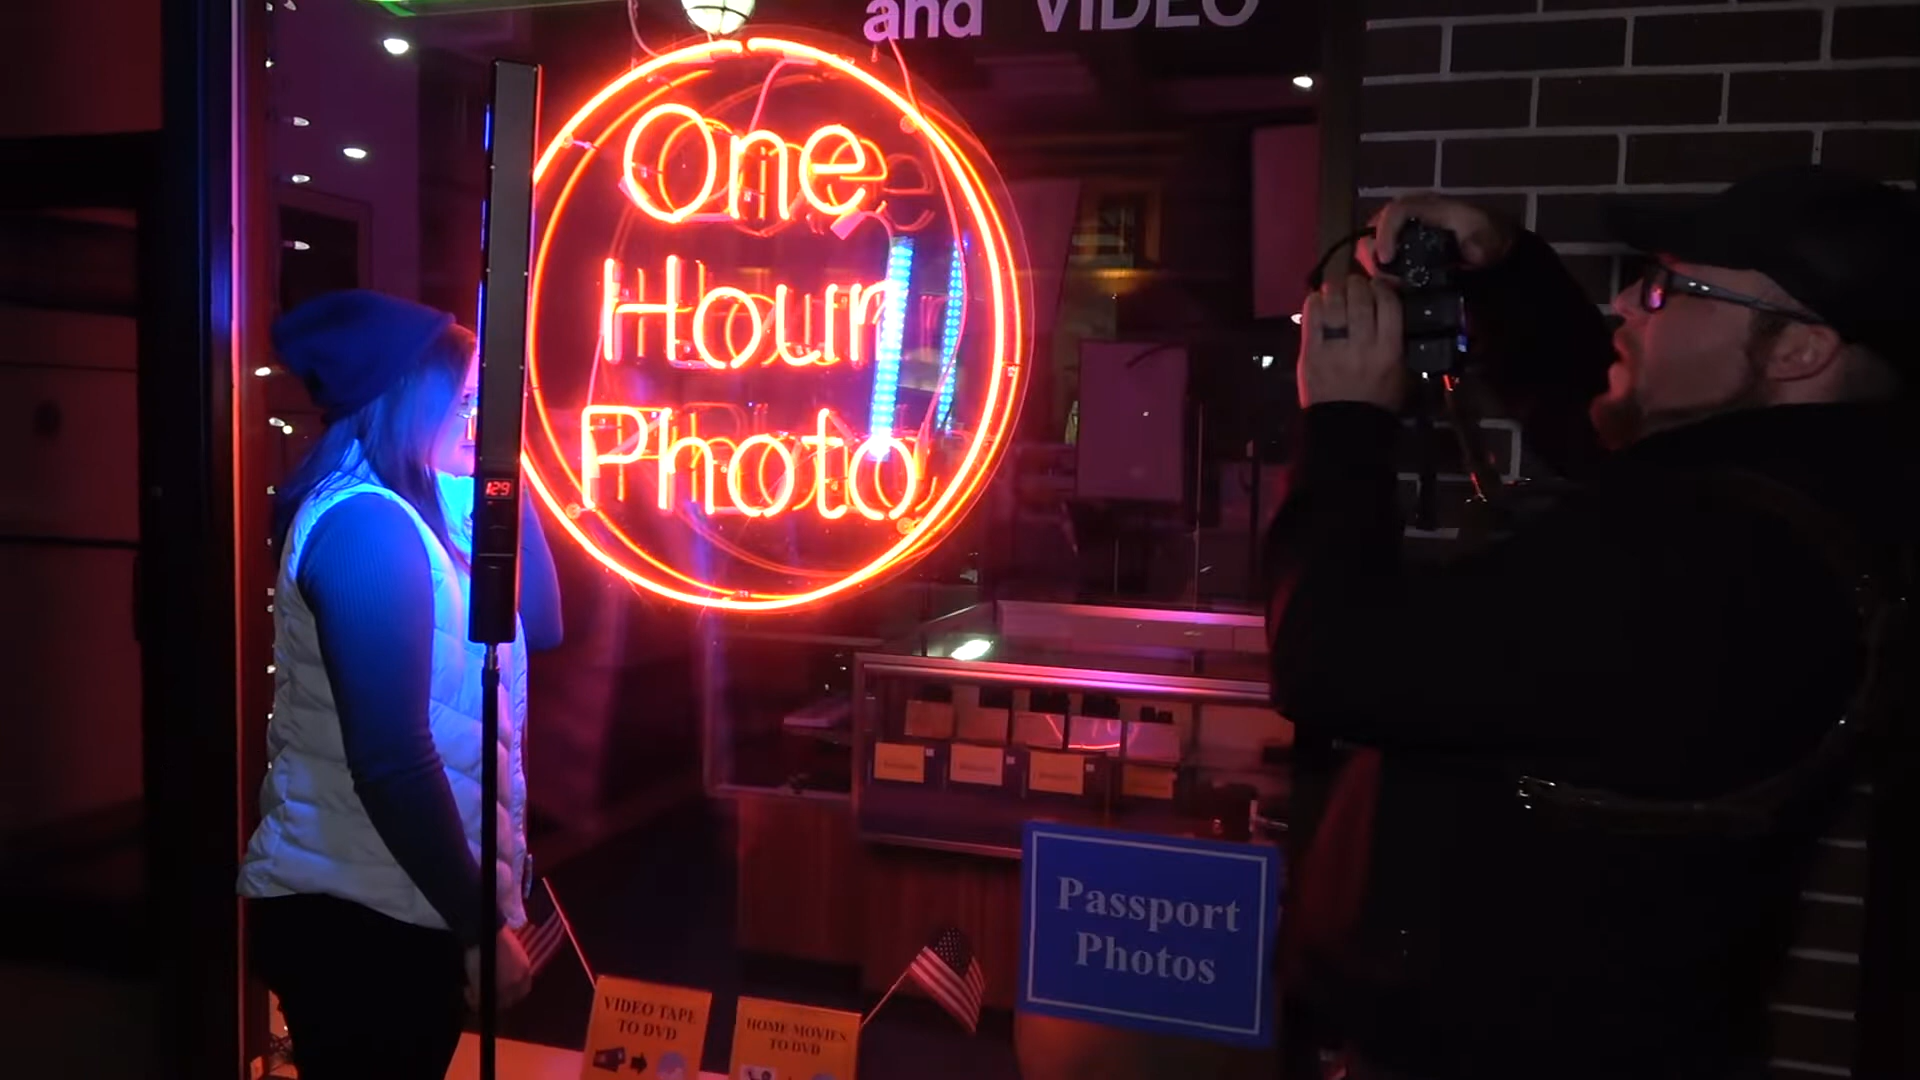 and VIDEO
One
Hour
Photo
129
Passport
Photos
VIDEO TAPE
TO DVD
HOME MOVIES
TO DVD